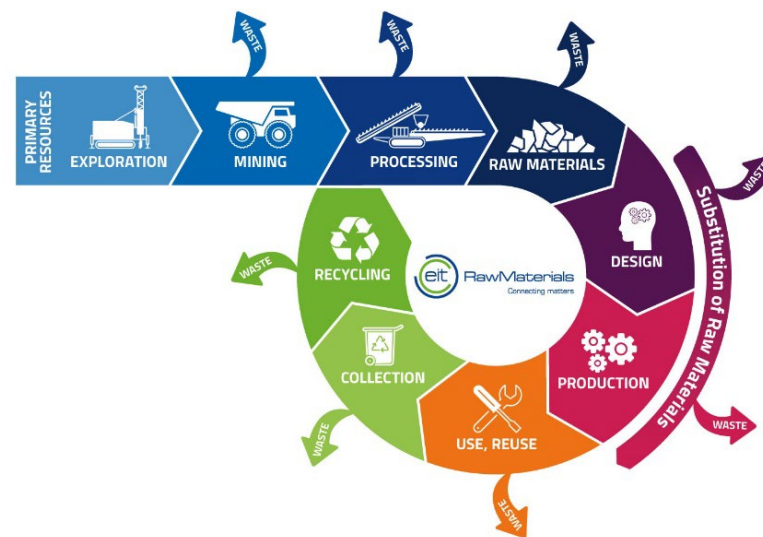 WASTE
WASTE
WASTE
PRIMARY
RESOURCES
EXPLORATION
MINING
PROCESSING
RAW MATERIALS
WASTE
Substitution of Raw Materials
DESIGN
RECYCLING
WASTE
eit RawMaterials
Connecting matters
COLLECTION
PRODUCTION
USE, REUSE
WASTE
WASTE
WASTE